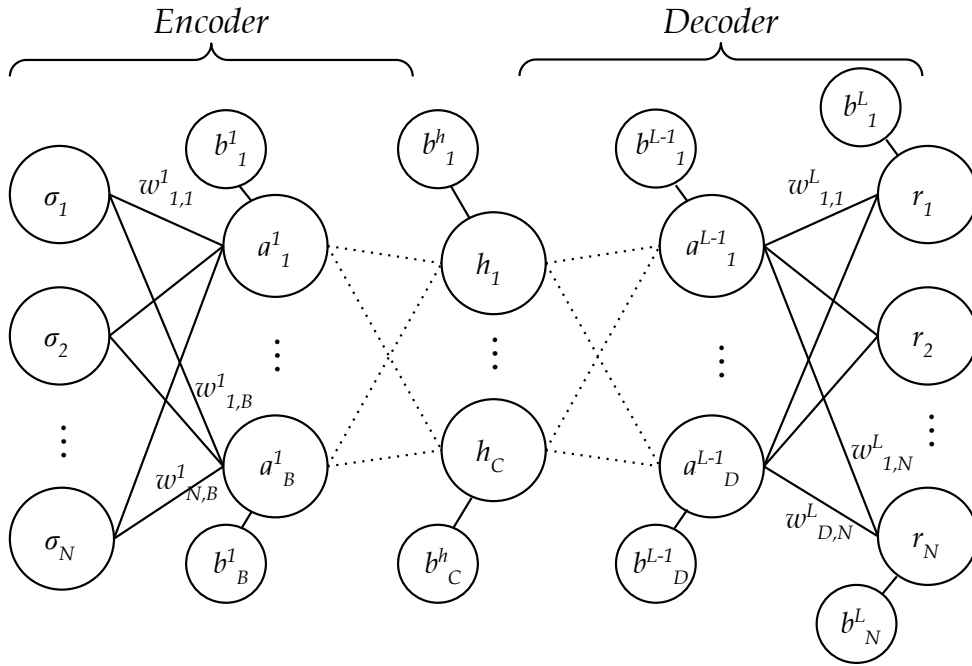 Encoder
Decoder
b^L_1
b^1_1
b^h_1
b^{L-1}_1
σ_1
w^1_{1,1}
a^1_1
h_1
a^{L-1}_1
w^L_{1,1}
r_1
σ_2
⋮
⋮
⋮
r_2
w^1_{1,B}
⋮
⋮
σ_N
w^1_{N,B}
a^1_B
h_C
a^{L-1}_D
w^L_{1,N}
w^L_{D,N}
r_N
b^1_B
b^h_C
b^{L-1}_D
b^L_N